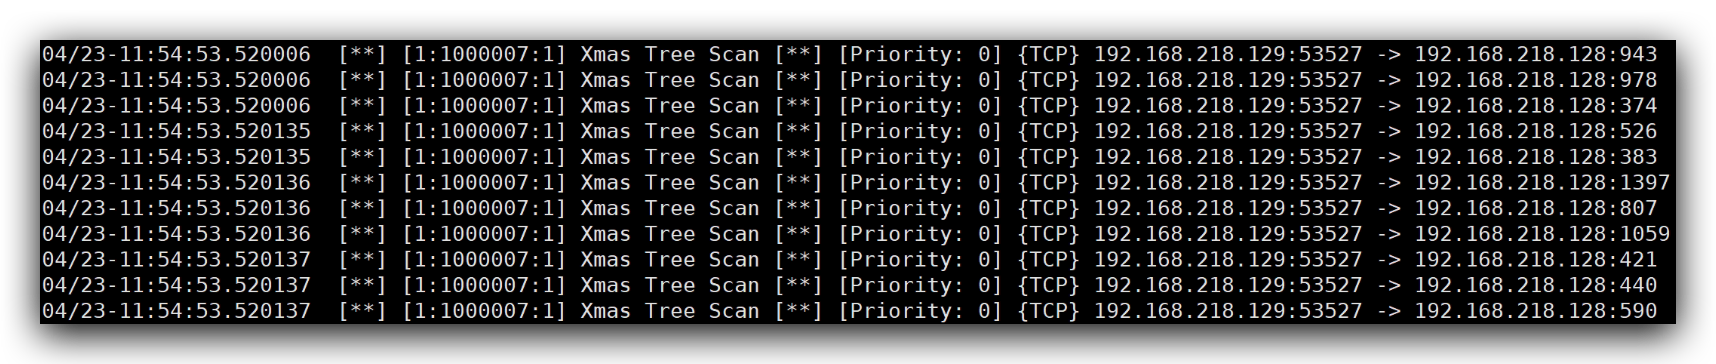 04/23-11:54:53.520006  [**] [1:1000007:1] Xmas Tree Scan [**] [Priority: 0] {TCP} 192.168.218.129:53527 -> 192.168.218.128:943
04/23-11:54:53.520006  [**] [1:1000007:1] Xmas Tree Scan [**] [Priority: 0] {TCP} 192.168.218.129:53527 -> 192.168.218.128:978
04/23-11:54:53.520006  [**] [1:1000007:1] Xmas Tree Scan [**] [Priority: 0] {TCP} 192.168.218.129:53527 -> 192.168.218.128:374
04/23-11:54:53.520135  [**] [1:1000007:1] Xmas Tree Scan [**] [Priority: 0] {TCP} 192.168.218.129:53527 -> 192.168.218.128:526
04/23-11:54:53.520135  [**] [1:1000007:1] Xmas Tree Scan [**] [Priority: 0] {TCP} 192.168.218.129:53527 -> 192.168.218.128:383
04/23-11:54:53.520136  [**] [1:1000007:1] Xmas Tree Scan [**] [Priority: 0] {TCP} 192.168.218.129:53527 -> 192.168.218.128:1397
04/23-11:54:53.520136  [**] [1:1000007:1] Xmas Tree Scan [**] [Priority: 0] {TCP} 192.168.218.129:53527 -> 192.168.218.128:807
04/23-11:54:53.520136  [**] [1:1000007:1] Xmas Tree Scan [**] [Priority: 0] {TCP} 192.168.218.129:53527 -> 192.168.218.128:1059
04/23-11:54:53.520137  [**] [1:1000007:1] Xmas Tree Scan [**] [Priority: 0] {TCP} 192.168.218.129:53527 -> 192.168.218.128:421
04/23-11:54:53.520137  [**] [1:1000007:1] Xmas Tree Scan [**] [Priority: 0] {TCP} 192.168.218.129:53527 -> 192.168.218.128:440
04/23-11:54:53.520137  [**] [1:1000007:1] Xmas Tree Scan [**] [Priority: 0] {TCP} 192.168.218.129:53527 -> 192.168.218.128:590